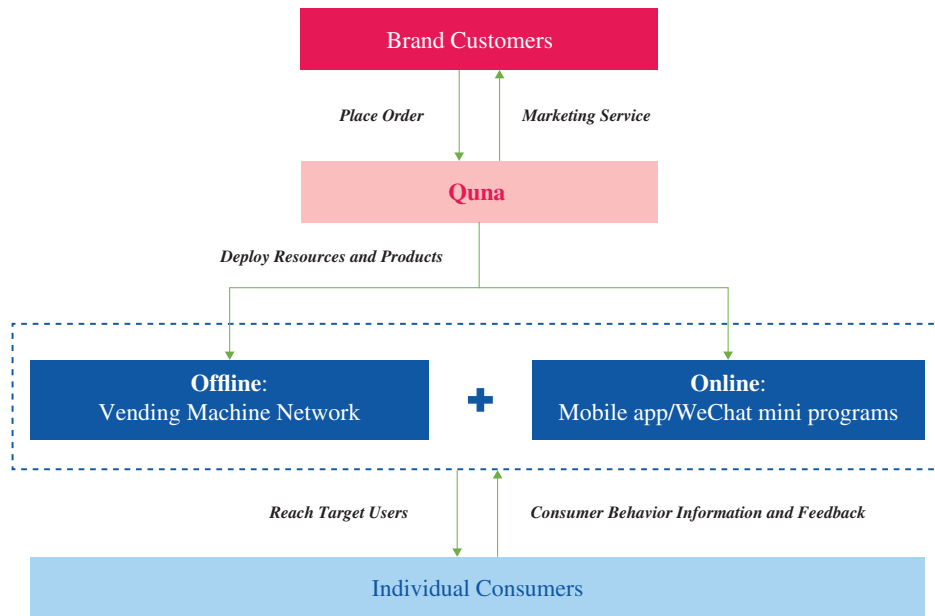 Brand Customers
Place Order
Marketing Service
Quna
Deploy Resources and Products
Offline:
Vending Machine Network
Online:
Mobile app/WeChat mini programs
Reach Target Users
Consumer Behavior Information and Feedback
Individual Consumers